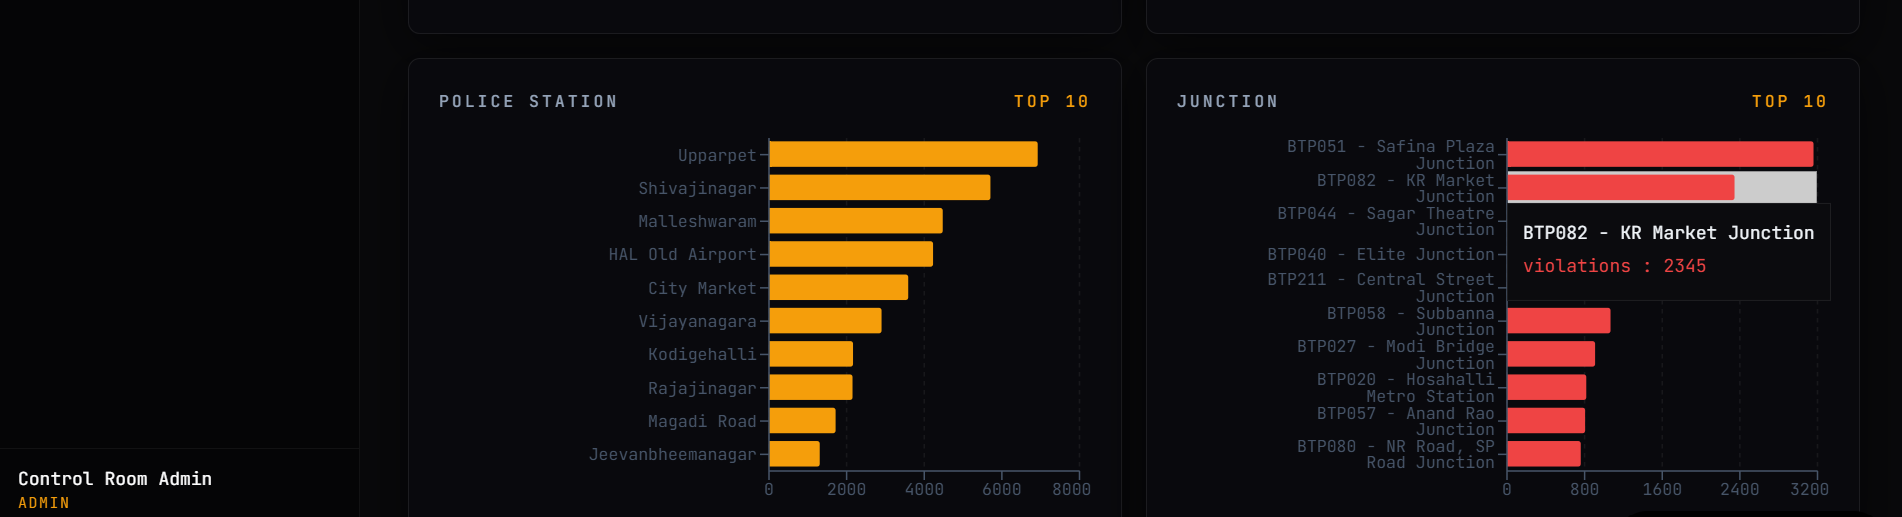 POLICE STATION
TOP 10
Upparpet
Shivajinagar
Malleshwaram
HAL Old Airport
City Market
Vijayanagara
Kodigehalli
Rajajinagar
Magadi Road
Jeevanbheemanagar
0 2000 4000 6000 8000
JUNCTION
TOP 10
BTP051 - Safina Plaza
Junction
BTP082 - KR Market
Junction
BTP044 - Sagar Theatre
Junction
BTP040 - Elite Junction
BTP211 - Central Street
Junction
BTP058 - Subbanna
Junction
BTP027 - Modi Bridge
Junction
BTP020 - Hosahalli
Metro Station
BTP057 - Anand Rao
Junction
BTP080 - NR Road, SP
Road Junction
BTP082 - KR Market Junction
violations : 2345
0 800 1600 2400 3200
Control Room Admin
ADMIN